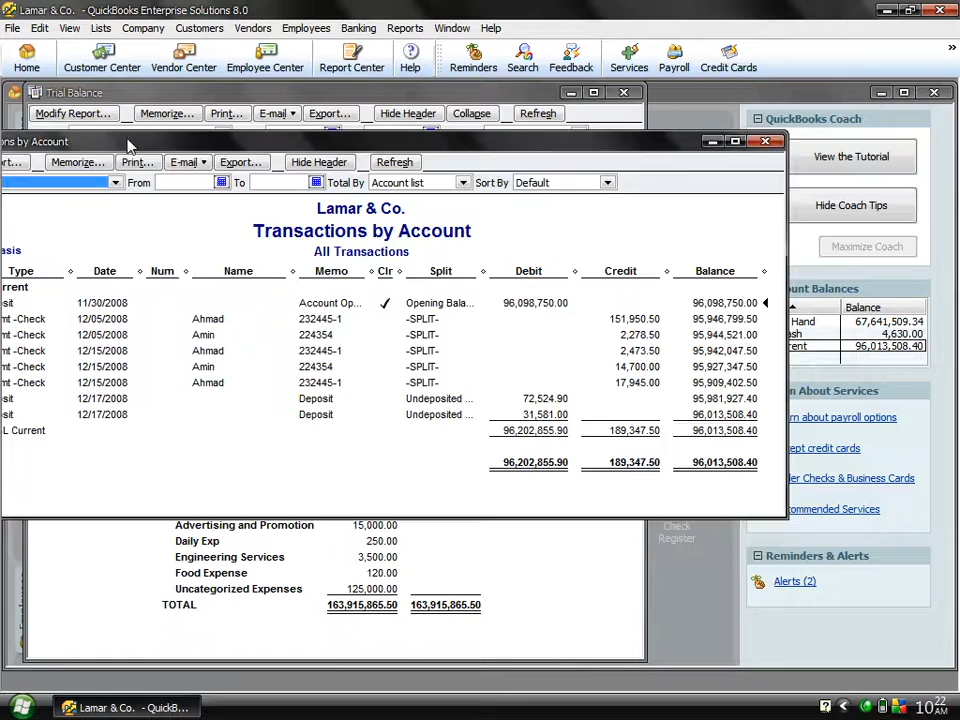 Lamar & Co. - QuickBooks Enterprise Solutions 8.0
File Edit View Lists Company Customers Vendors Employees Banking Reports Window Help
Home Customer Center Vendor Center Employee Center Report Center Help Reminders Search Feedback Services Payroll Credit Cards
Trial Balance
Modify Report... Memorize... Print... E-mail Export... Hide Header Collapse Refresh
ons by Account
ort... Memorize... Print... E-mail Export... Hide Header Refresh
From To Total By Account list Sort By Default
Lamar & Co.
Transactions by Account
asis All Transactions
Type Date Num Name Memo Clr Split Debit Credit Balance
urrent
sit 11/30/2008 Account Op... ✓ Opening Bala... 96,098,750.00 96,098,750.00
mt -Check 12/05/2008 Ahmad 232445-1 -SPLIT- 151,950.50 95,946,799.50
mt -Check 12/05/2008 Amin 224354 -SPLIT- 2,278.50 95,944,521.00
mt -Check 12/15/2008 Ahmad 232445-1 -SPLIT- 2,473.50 95,942,047.50
mt -Check 12/15/2008 Amin 224354 -SPLIT- 14,700.00 95,927,347.50
mt -Check 12/15/2008 Ahmad 232445-1 -SPLIT- 17,945.00 95,909,402.50
sit 12/17/2008 Deposit Undeposited ... 72,524.90 95,981,927.40
sit 12/17/2008 Deposit Undeposited ... 31,581.00 96,013,508.40
L Current 96,202,855.90 189,347.50 96,013,508.40
96,202,855.90 189,347.50 96,013,508.40
Advertising and Promotion 15,000.00
Daily Exp 250.00
Engineering Services 3,500.00
Food Expense 120.00
Uncategorized Expenses 125,000.00
TOTAL 163,915,865.50 163,915,865.50
Check
Register
QuickBooks Coach
View the Tutorial
Hide Coach Tips
Maximize Coach
ount Balances
Balance
Hand 67,641,509.34
ash 4,630.00
rent 96,013,508.40
n About Services
rn about payroll options
ept credit cards
der Checks & Business Cards
ommended Services
Reminders & Alerts
Alerts (2)
Lamar & Co. - QuickB...
10:22 AM